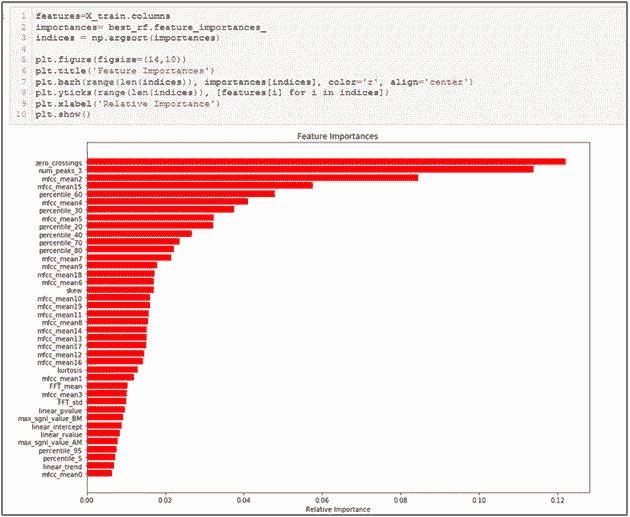 1 features=X_train.columns
2 importances= best_rf.feature_importances_
3 indices = np.argsort(importances)
4
5 plt.figure(figsize=(14,10))
6 plt.title('Feature Importances')
7 plt.barh(range(len(indices)), importances[indices], color='r', align='center')
8 plt.yticks(range(len(indices)), [features[i] for i in indices])
9 plt.xlabel('Relative Importance')
10 plt.show()
Feature Importances
zero_crossings
num_peaks_3
mfcc_mean2
mfcc_mean15
percentile_60
mfcc_mean4
percentile_30
mfcc_mean5
percentile_20
percentile_40
percentile_70
percentile_80
mfcc_mean7
mfcc_mean9
mfcc_mean18
mfcc_mean6
skew
mfcc_mean10
mfcc_mean19
mfcc_mean11
mfcc_mean8
mfcc_mean14
mfcc_mean13
mfcc_mean17
mfcc_mean12
mfcc_mean16
kurtosis
mfcc_mean1
FFT_mean
mfcc_mean3
FFT_std
linear_pvalue
max_sgnl_value_BM
linear_intercept
linear_rvalue
max_sgnl_value_AM
percentile_95
percentile_5
linear_trend
mfcc_mean0
0.00 0.02 0.04 0.06 0.08 0.10 0.12
Relative Importance